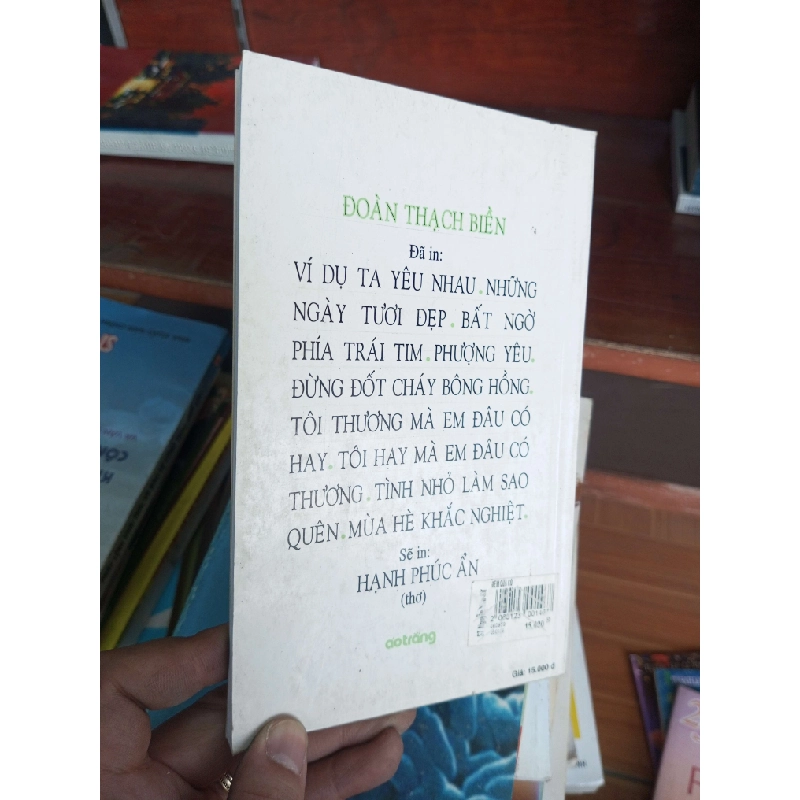 ĐOÀN THẠCH BIỀN
Đã in:
VÍ DỤ TA YÊU NHAU. NHỮNG
NGÀY TƯƠI ĐẸP. BẤT NGỜ
PHÍA TRÁI TIM. PHƯỢNG YÊU.
ĐỪNG ĐỐT CHÁY BÔNG HỒNG.
TÔI THƯƠNG MÀ EM ĐÂU CÓ
HAY. TÔI HAY MÀ EM ĐÂU CÓ
THƯƠNG. TÌNH NHỎ LÀM SAO
QUÊN. MÙA HÈ KHẮC NGHIỆT.
Sẽ in:
HẠNH PHÚC ẨN
(thơ)
áo trắng
Giá: 15.000 đ